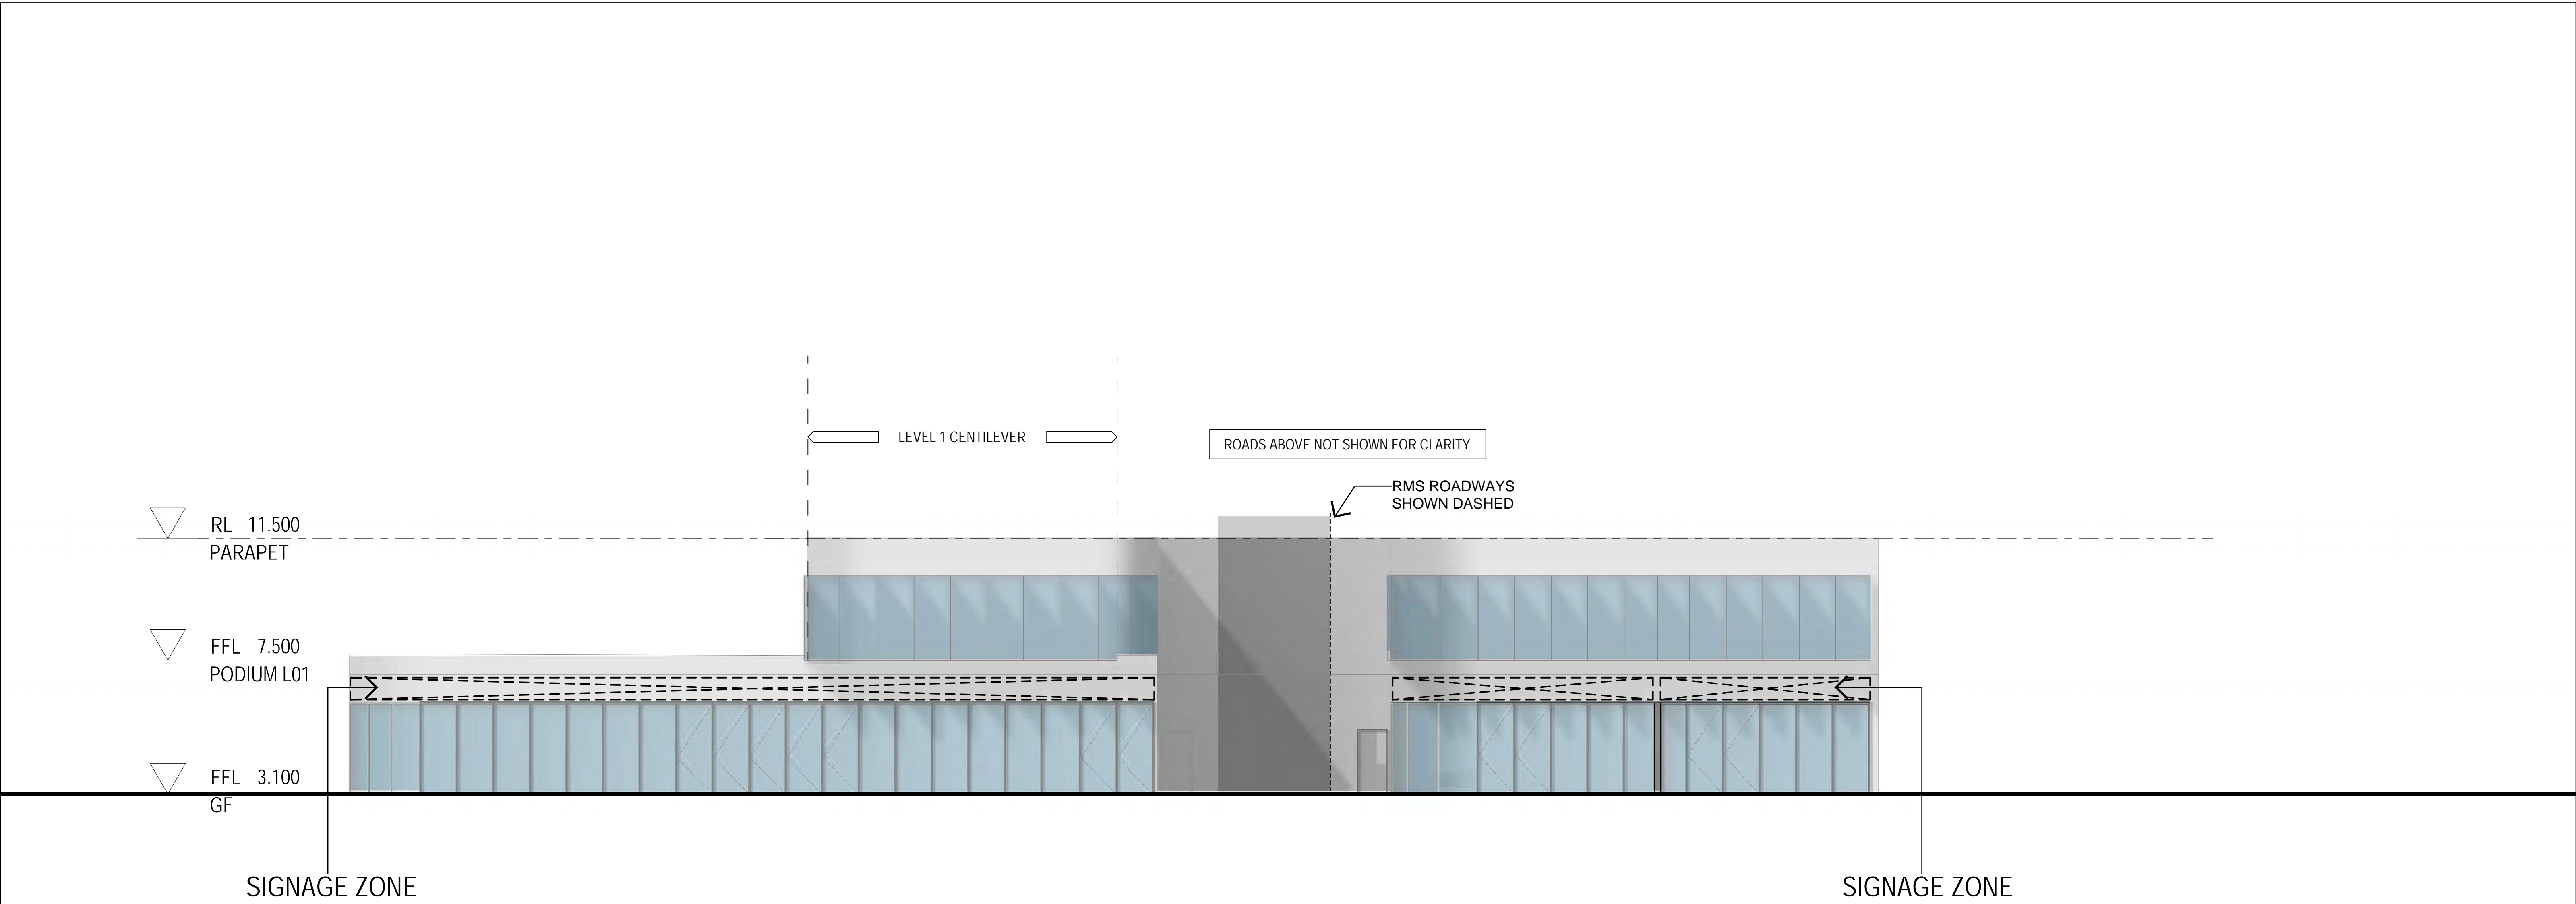 LEVEL 1 CENTILEVER
ROADS ABOVE NOT SHOWN FOR CLARITY
RMS ROADWAYS
SHOWN DASHED
RL 11.500
PARAPET
FFL 7.500
PODIUM L01
FFL 3.100
GF
SIGNAGE ZONE
SIGNAGE ZONE